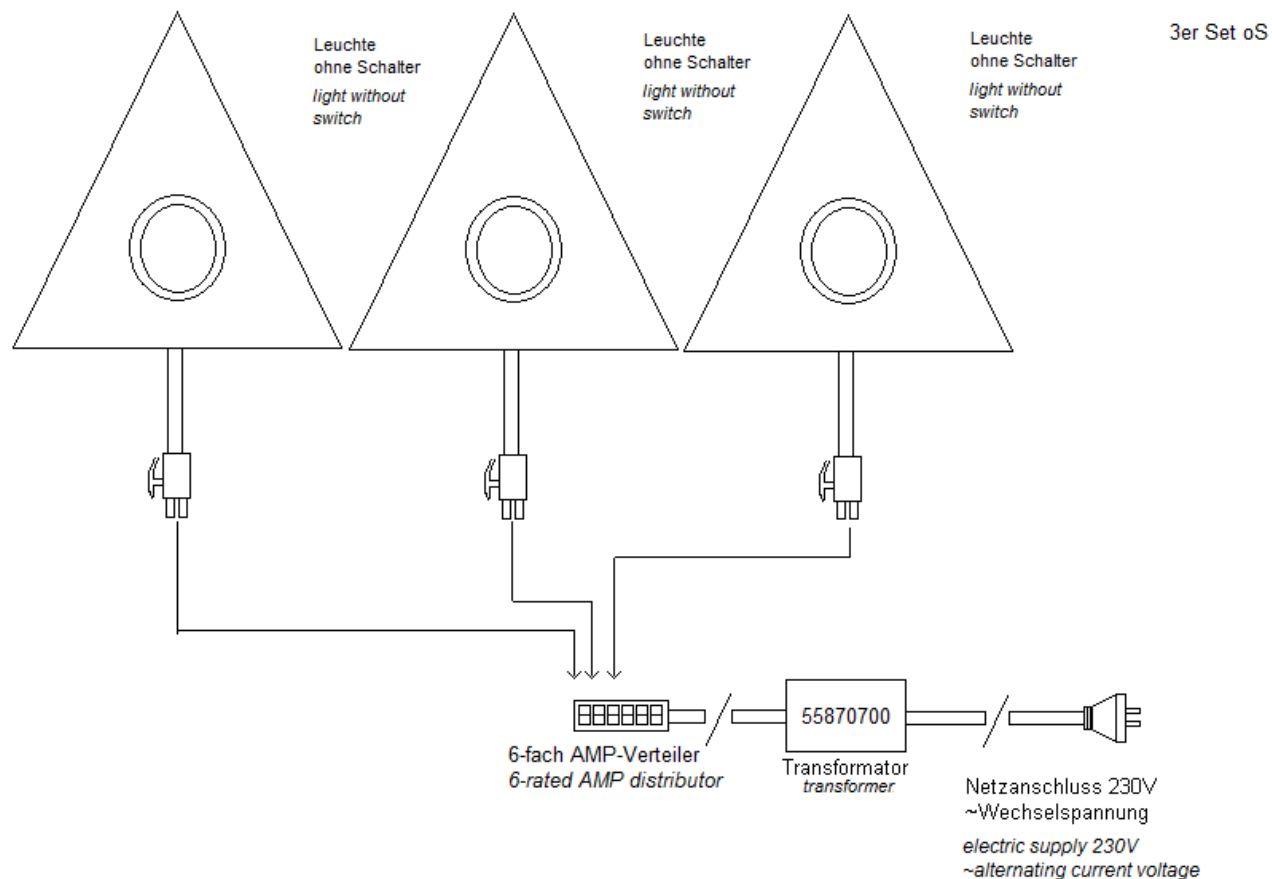 3er Set oS
Leuchte
ohne Schalter
light without
switch
Leuchte
ohne Schalter
light without
switch
Leuchte
ohne Schalter
light without
switch
55870700
6-fach AMP-Verteiler
6-rated AMP distributor
Transformator
transformer
Netzanschluss 230V
~Wechselspannung
electric supply 230V
~alternating current voltage